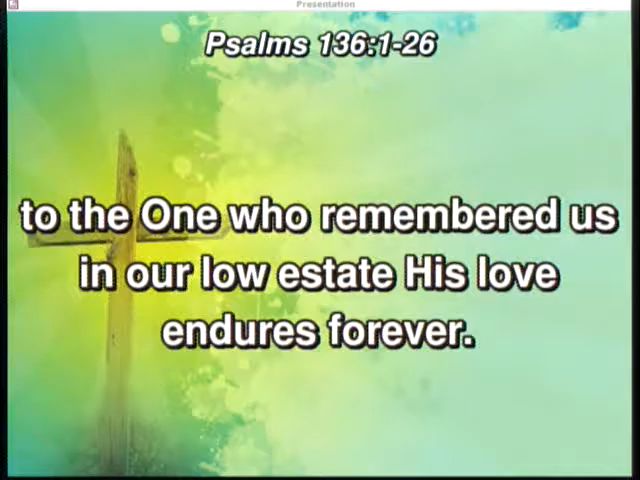 Presentation
Psalms 136:1-26
to the One who remembered us
in our low estate His love
endures forever.